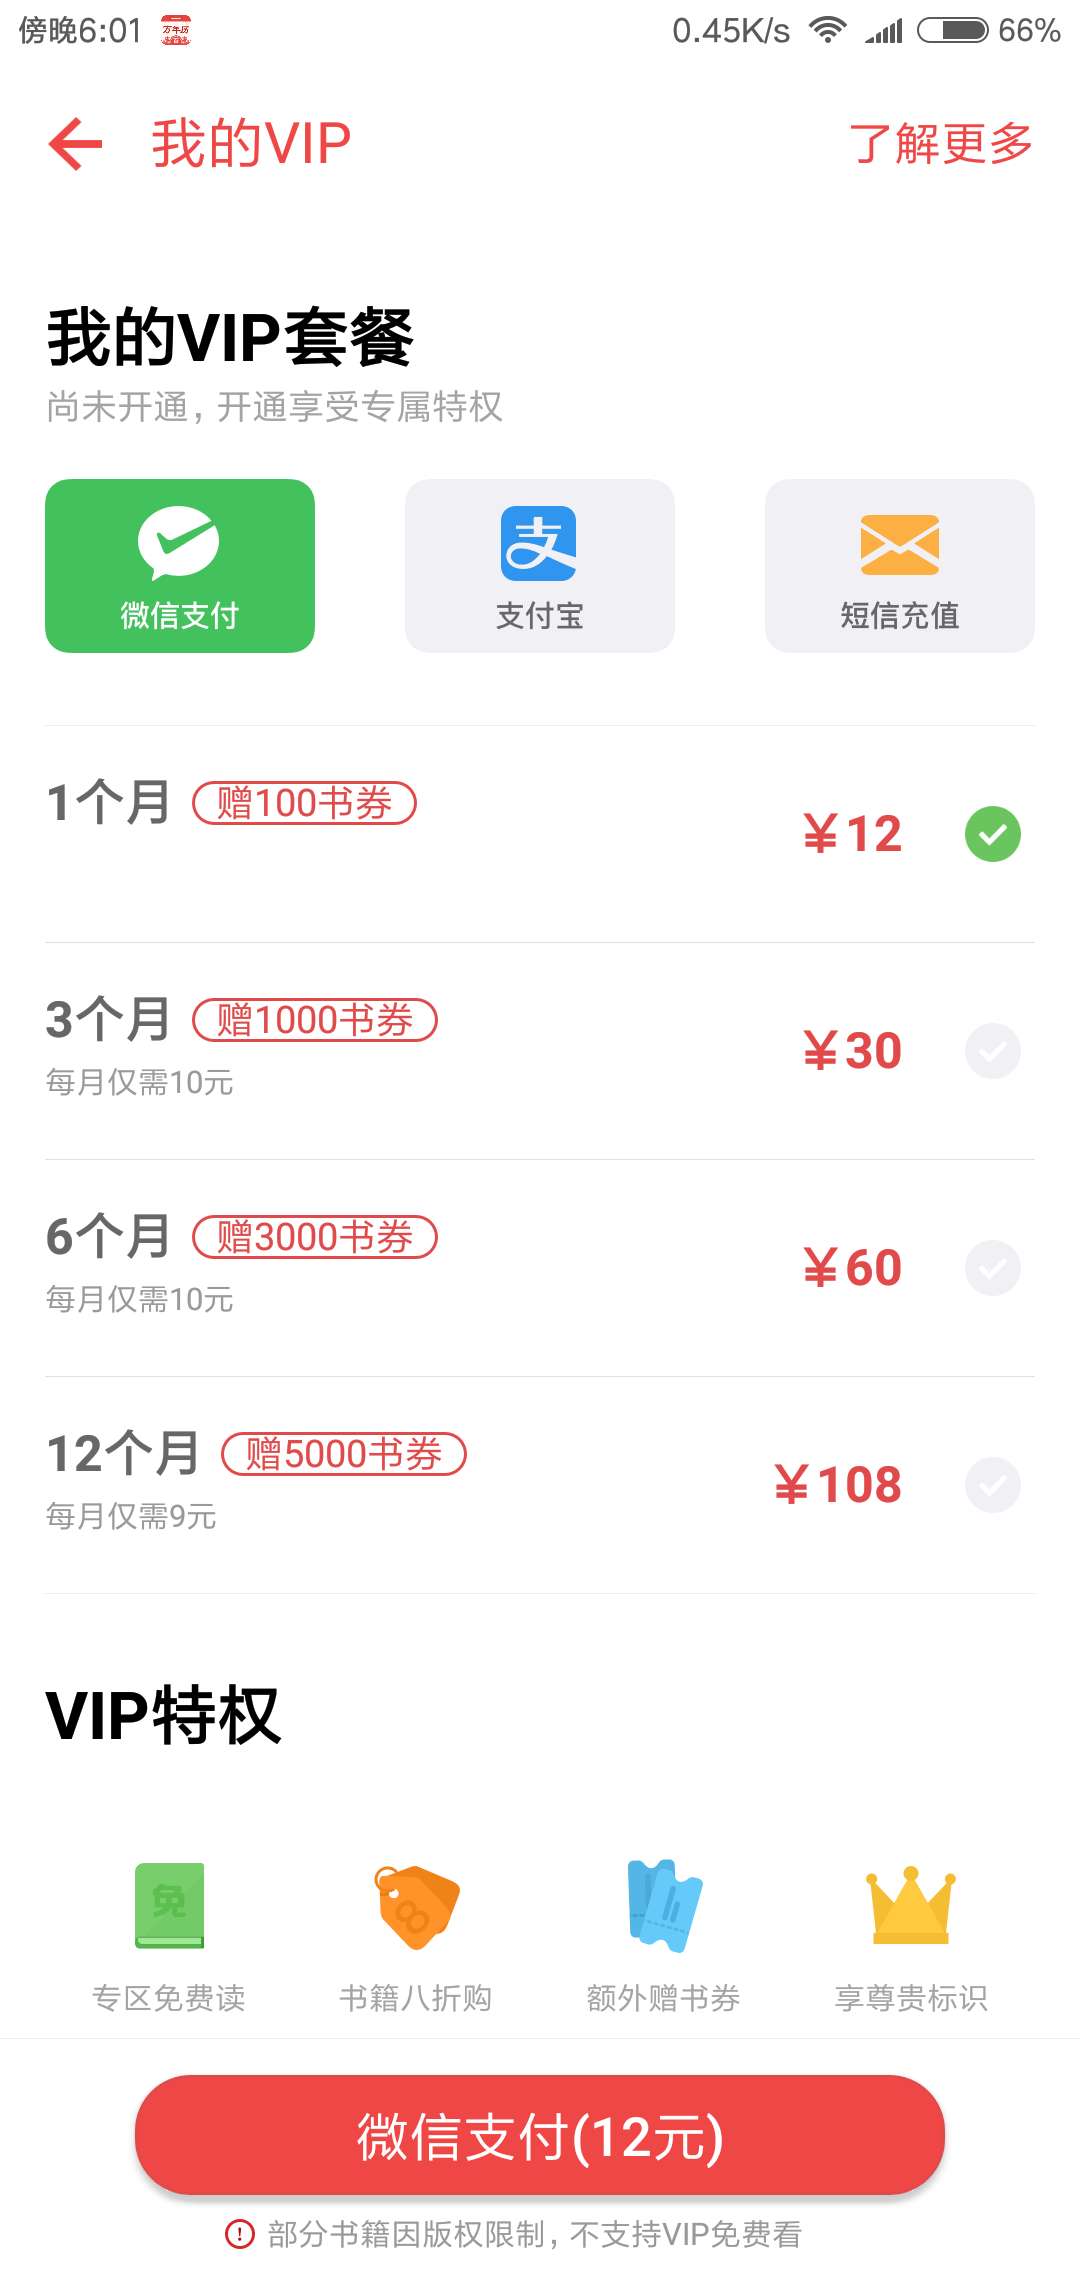 傍晚6:01 万年历 0.45K/s 66%
我的VIP 了解更多
我的VIP套餐
尚未开通，开通享受专属特权
支
微信支付 支付宝 短信充值
1个月 赠100书券
￥12
3个月 赠1000书券
￥30
每月仅需10元
6个月 赠3000书券
￥60
每月仅需10元
12个月 赠5000书券
￥108
每月仅需9元
VIP特权
免 8
专区免费读 书籍八折购 额外赠书券 享尊贵标识
微信支付(12元)
! 部分书籍因版权限制，不支持VIP免费看